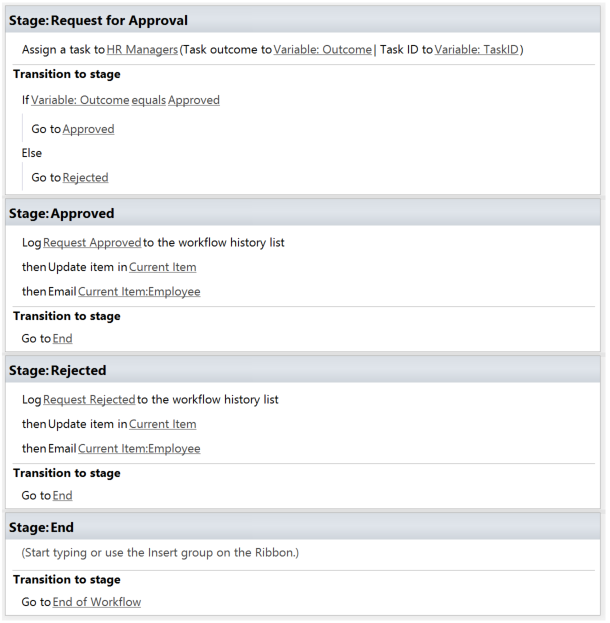 Stage: Request for Approval
Assign a task to HR Managers (Task outcome to Variable: Outcome | Task ID to Variable: TaskID)
Transition to stage
If Variable: Outcome equals Approved
Go to Approved
Else
Go to Rejected
Stage: Approved
Log Request Approved to the workflow history list
then Update item in Current Item
then Email Current Item:Employee
Transition to stage
Go to End
Stage: Rejected
Log Request Rejected to the workflow history list
then Update item in Current Item
then Email Current Item:Employee
Transition to stage
Go to End
Stage: End
(Start typing or use the Insert group on the Ribbon.)
Transition to stage
Go to End of Workflow